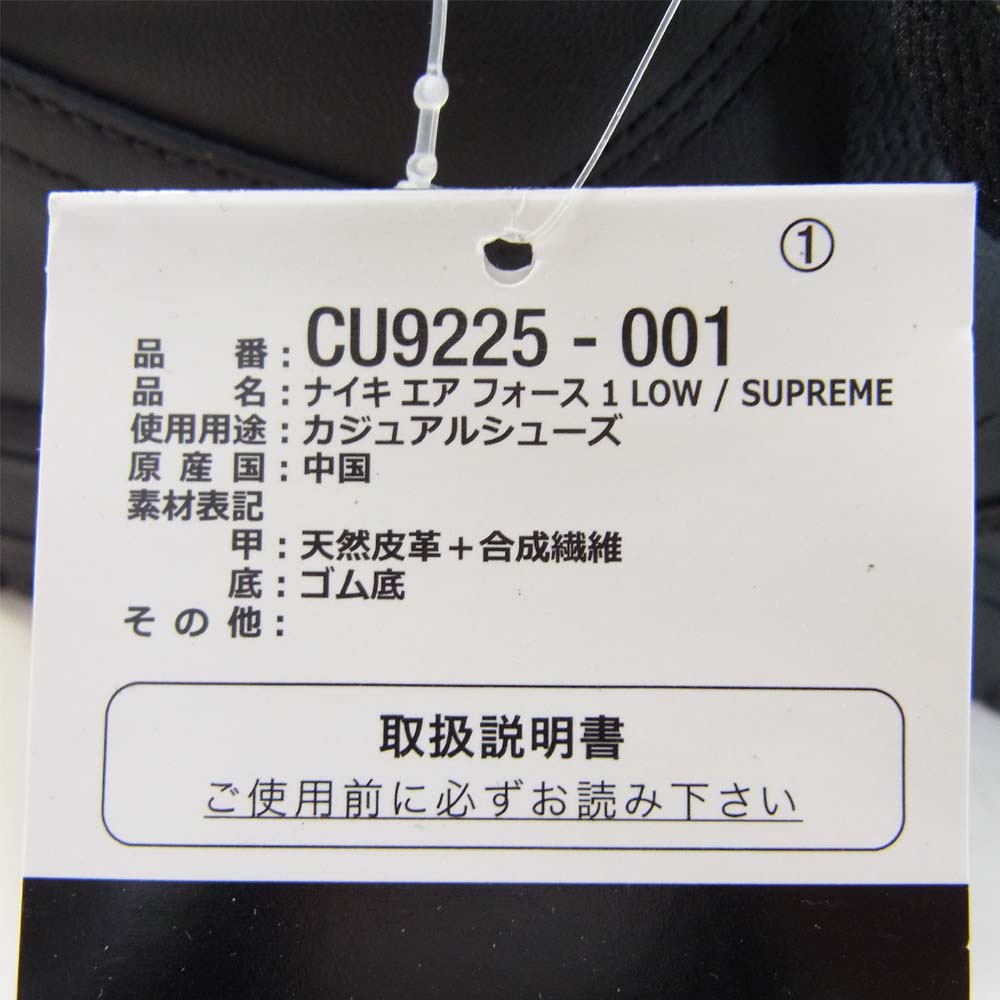 ①
品番：CU9225 - 001
品名：ナイキ エア フォース 1 LOW / SUPREME
使用用途：カジュアルシューズ
原産国：中国
素材表記
甲：天然皮革＋合成繊維
底：ゴム底
その他：
取扱説明書
ご使用前に必ずお読み下さい